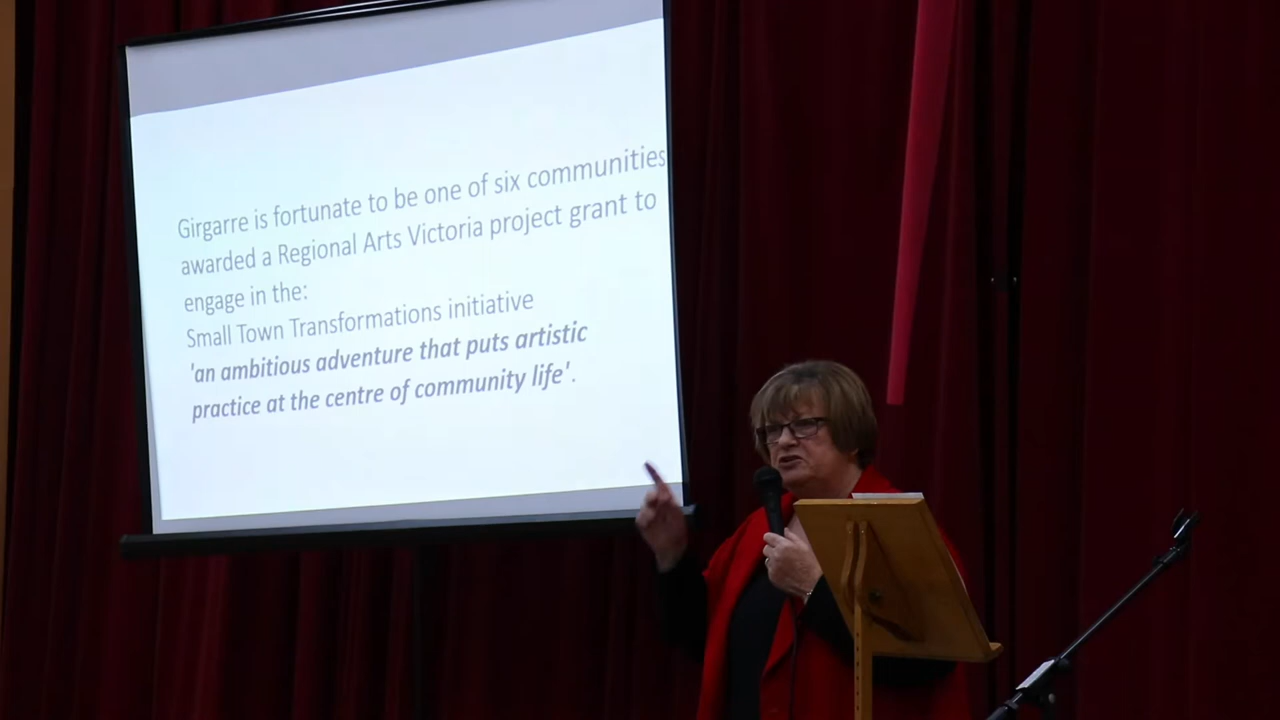 Girgarre is fortunate to be one of six communities
awarded a Regional Arts Victoria project grant to
engage in the:
Small Town Transformations initiative
'an ambitious adventure that puts artistic
practice at the centre of community life'.